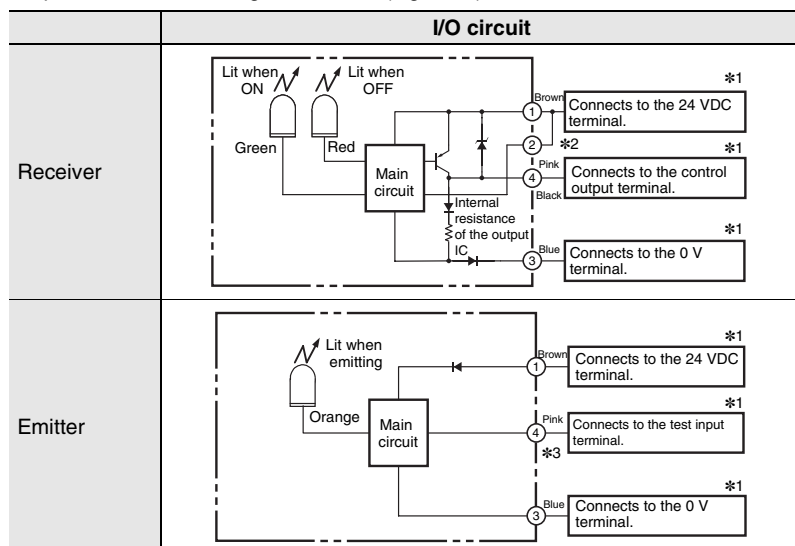 I/O circuit
Receiver
Lit when
ON
Lit when
OFF
Green
Red
Main
circuit
Internal
resistance
of the output
IC
Brown
1
2
✻2
Pink
4
Black
Blue
3
✻1
Connects to the 24 VDC
terminal.
✻1
Connects to the control
output terminal.
✻1
Connects to the 0 V
terminal.
Emitter
Lit when
emitting
Orange
Main
circuit
Brown
1
Pink
4
✻3
Blue
3
✻1
Connects to the 24 VDC
terminal.
✻1
Connects to the test input
terminal.
✻1
Connects to the 0 V
terminal.